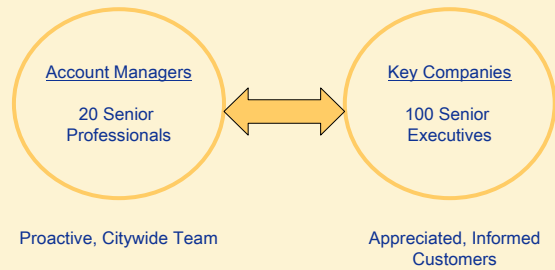 Account Managers
20 Senior
Professionals
Proactive, Citywide Team
Key Companies
100 Senior
Executives
Appreciated, Informed
Customers